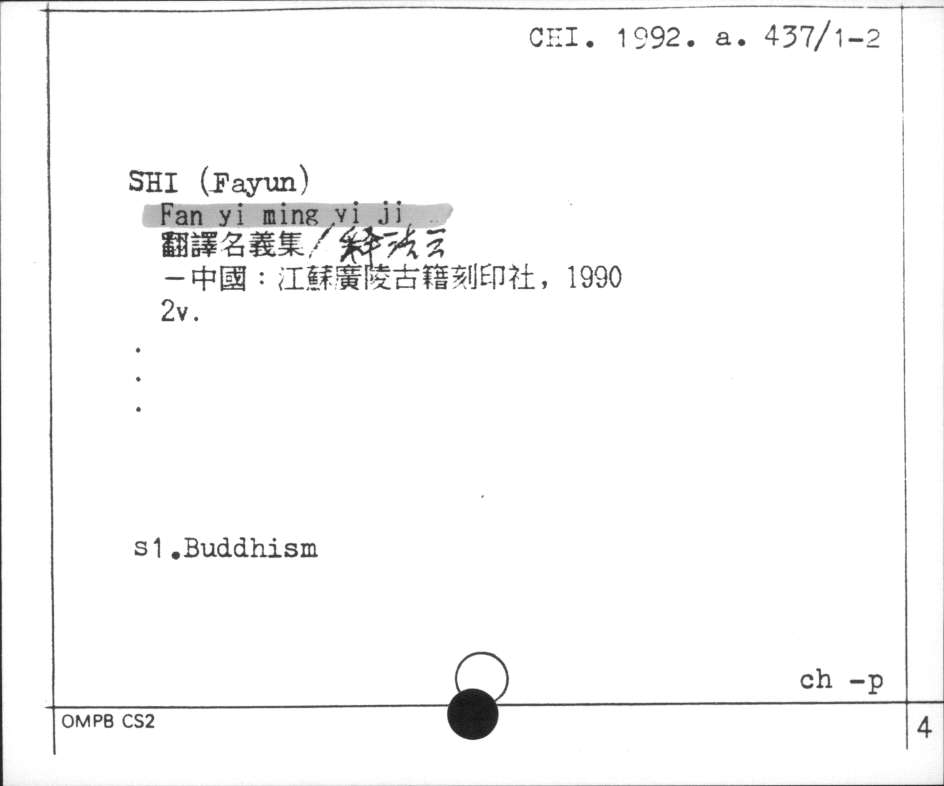 CHI. 1992. a. 437/1-2
SHI (Fayun)
Fan yi ming yi ji
翻譯名義集/释法云
—中國：江蘇廣陵古籍刻印社，1990
2v.
.
.
.
s1.Buddhism
ch -p
OMPB CS2
4